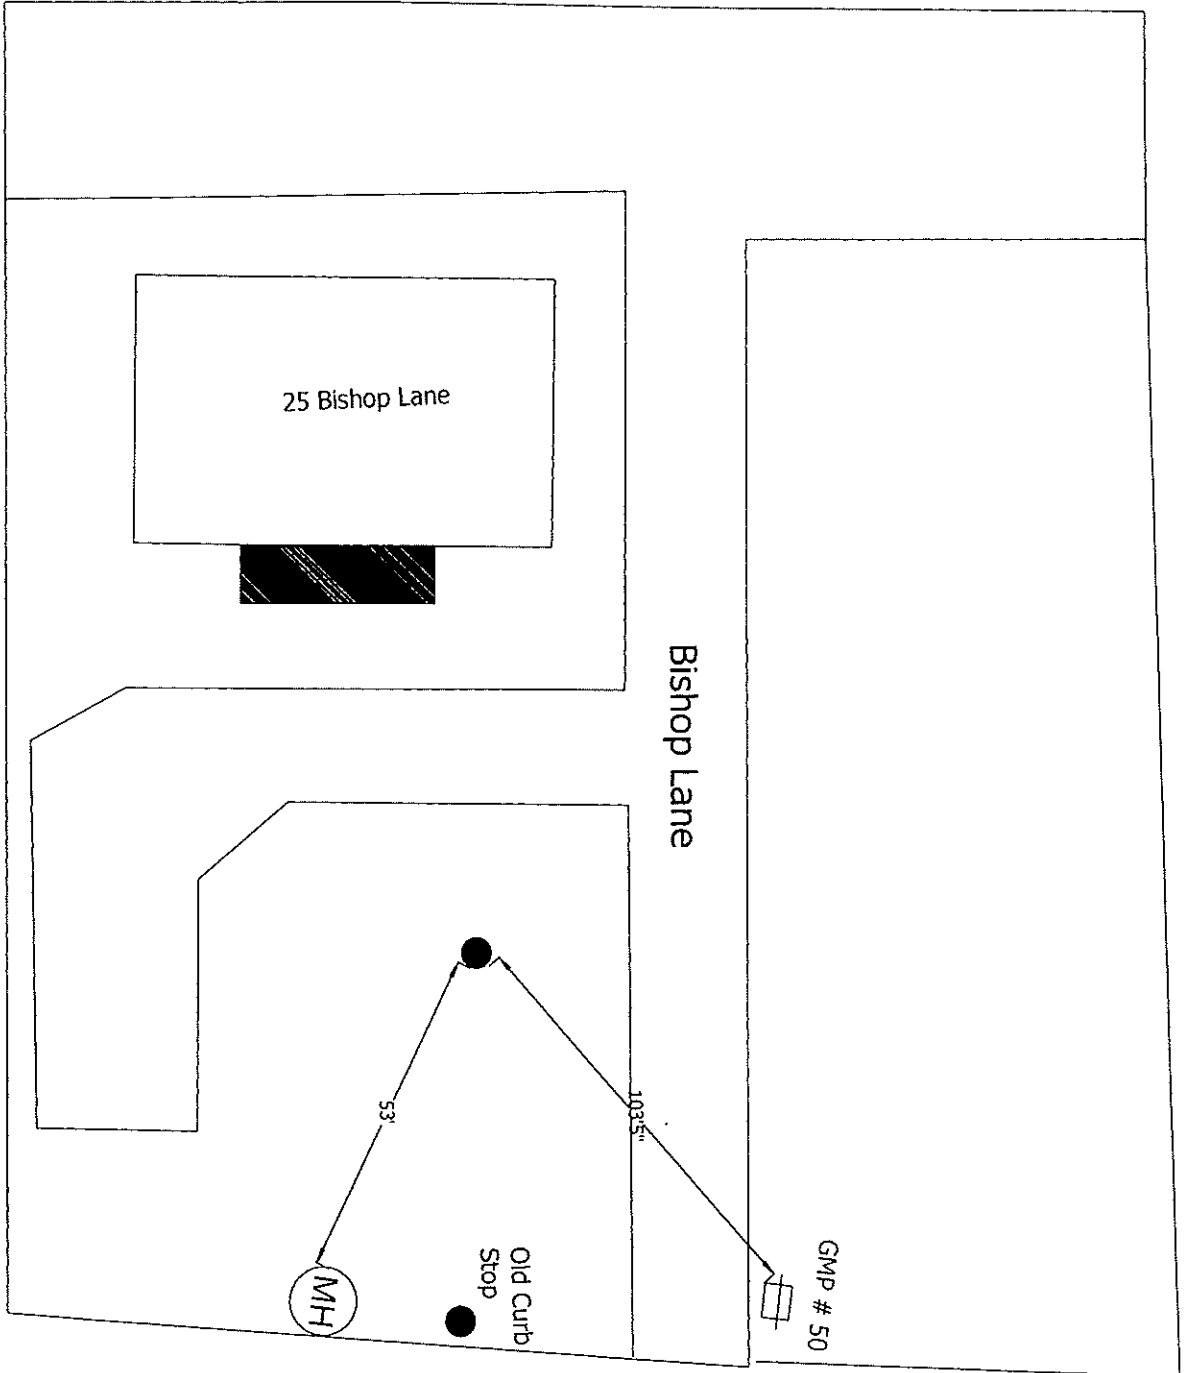 25 Bishop Lane
Bishop Lane
103'5"
53'
GMP # 50
Old Curb
Stop
MH